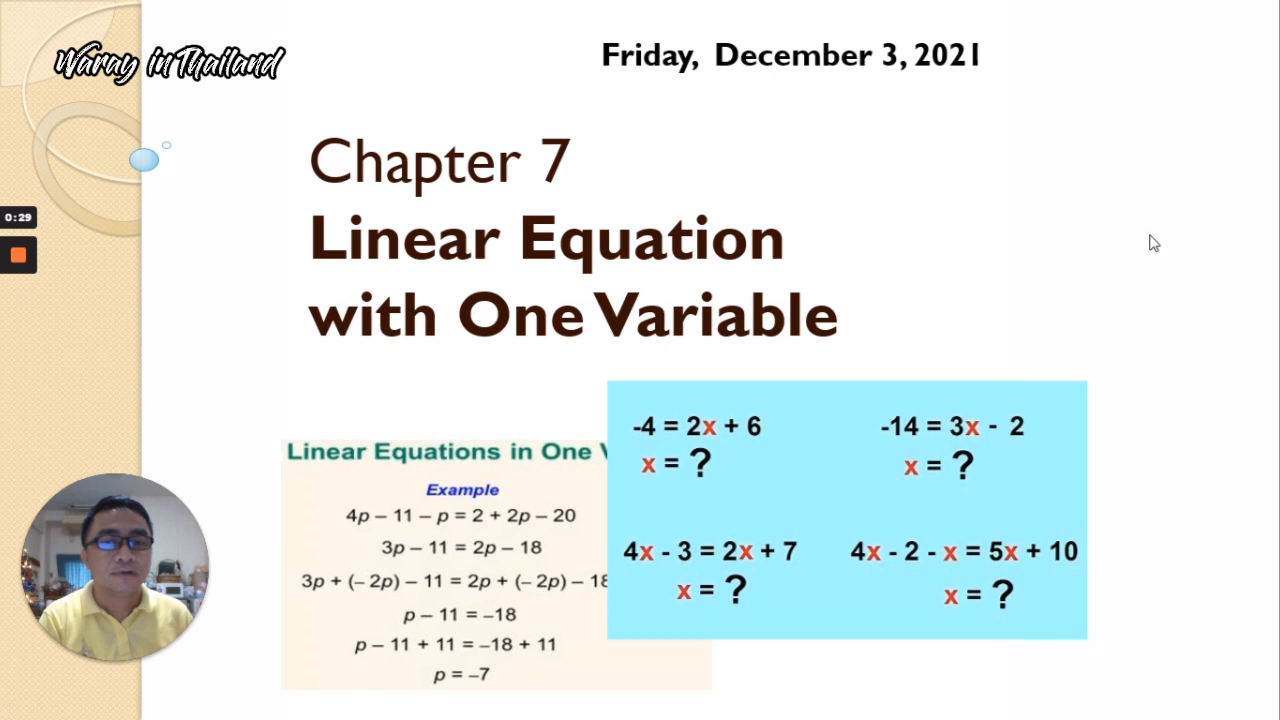 Waray in Thailand
Friday, December 3, 2021
Chapter 7
Linear Equation
with One Variable
0:29
Linear Equations in One
Example
4p – 11 – p = 2 + 2p – 20
3p – 11 = 2p – 18
3p + (– 2p) – 11 = 2p + (– 2p) – 18
p – 11 = –18
p – 11 + 11 = –18 + 11
p = –7
-4 = 2x + 6
x = ?
-14 = 3x - 2
x = ?
4x - 3 = 2x + 7
x = ?
4x - 2 - x = 5x + 10
x = ?